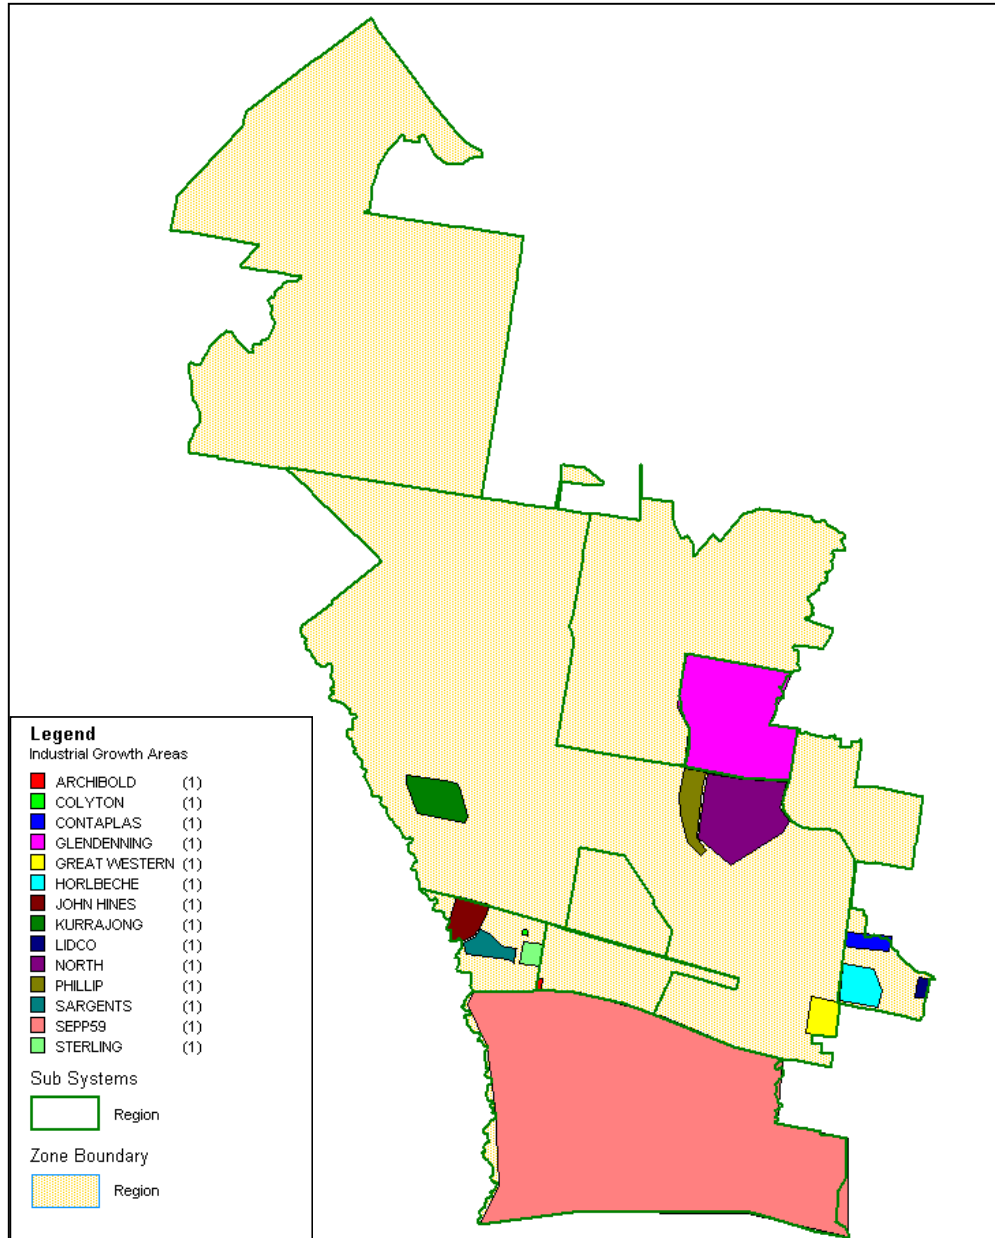 Legend
Industrial Growth Areas
ARCHIBOLD (1)
COLYTON (1)
CONTAPLAS (1)
GLENDENNING (1)
GREAT WESTERN (1)
HORLBECHE (1)
JOHN HINES (1)
KURRAJONG (1)
LIDCO (1)
NORTH (1)
PHILLIP (1)
SARGENTS (1)
SEPP59 (1)
STERLING (1)
Sub Systems
Region
Zone Boundary
Region